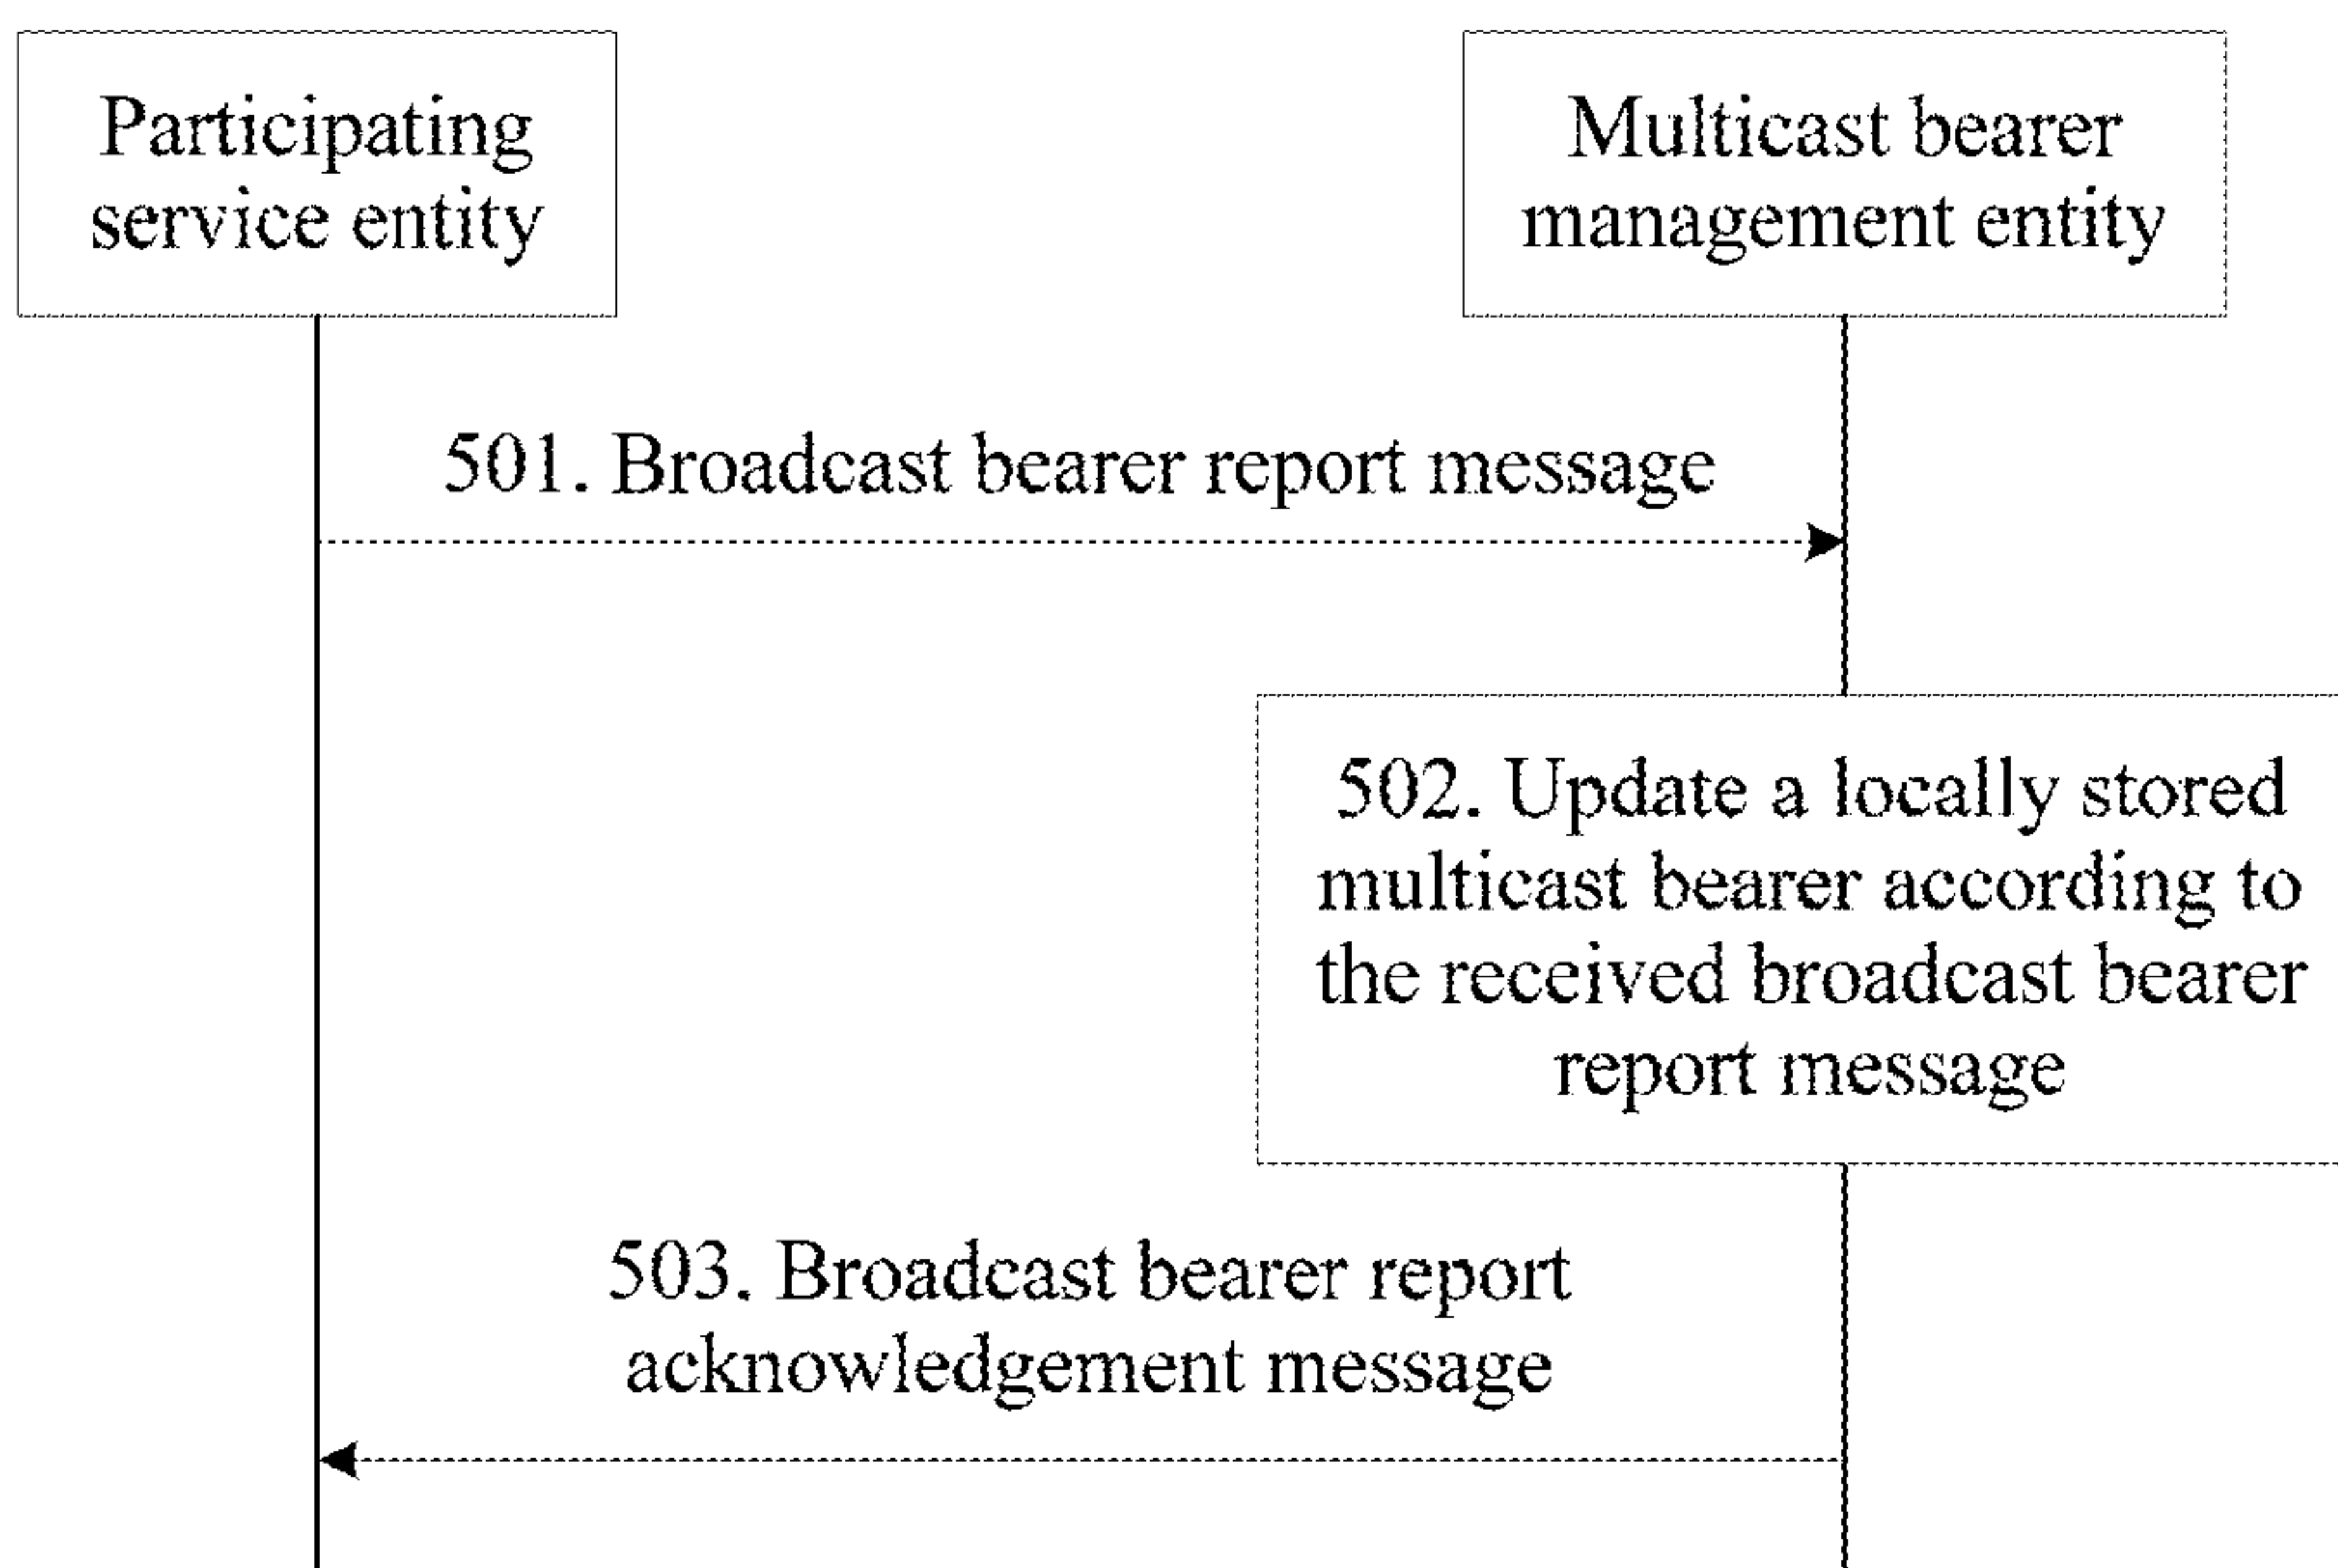 Participating
service entity
Multicast bearer
management entity
501. Broadcast bearer report message
502. Update a locally stored
multicast bearer according to
the received broadcast bearer
report message
503. Broadcast bearer report
acknowledgement message